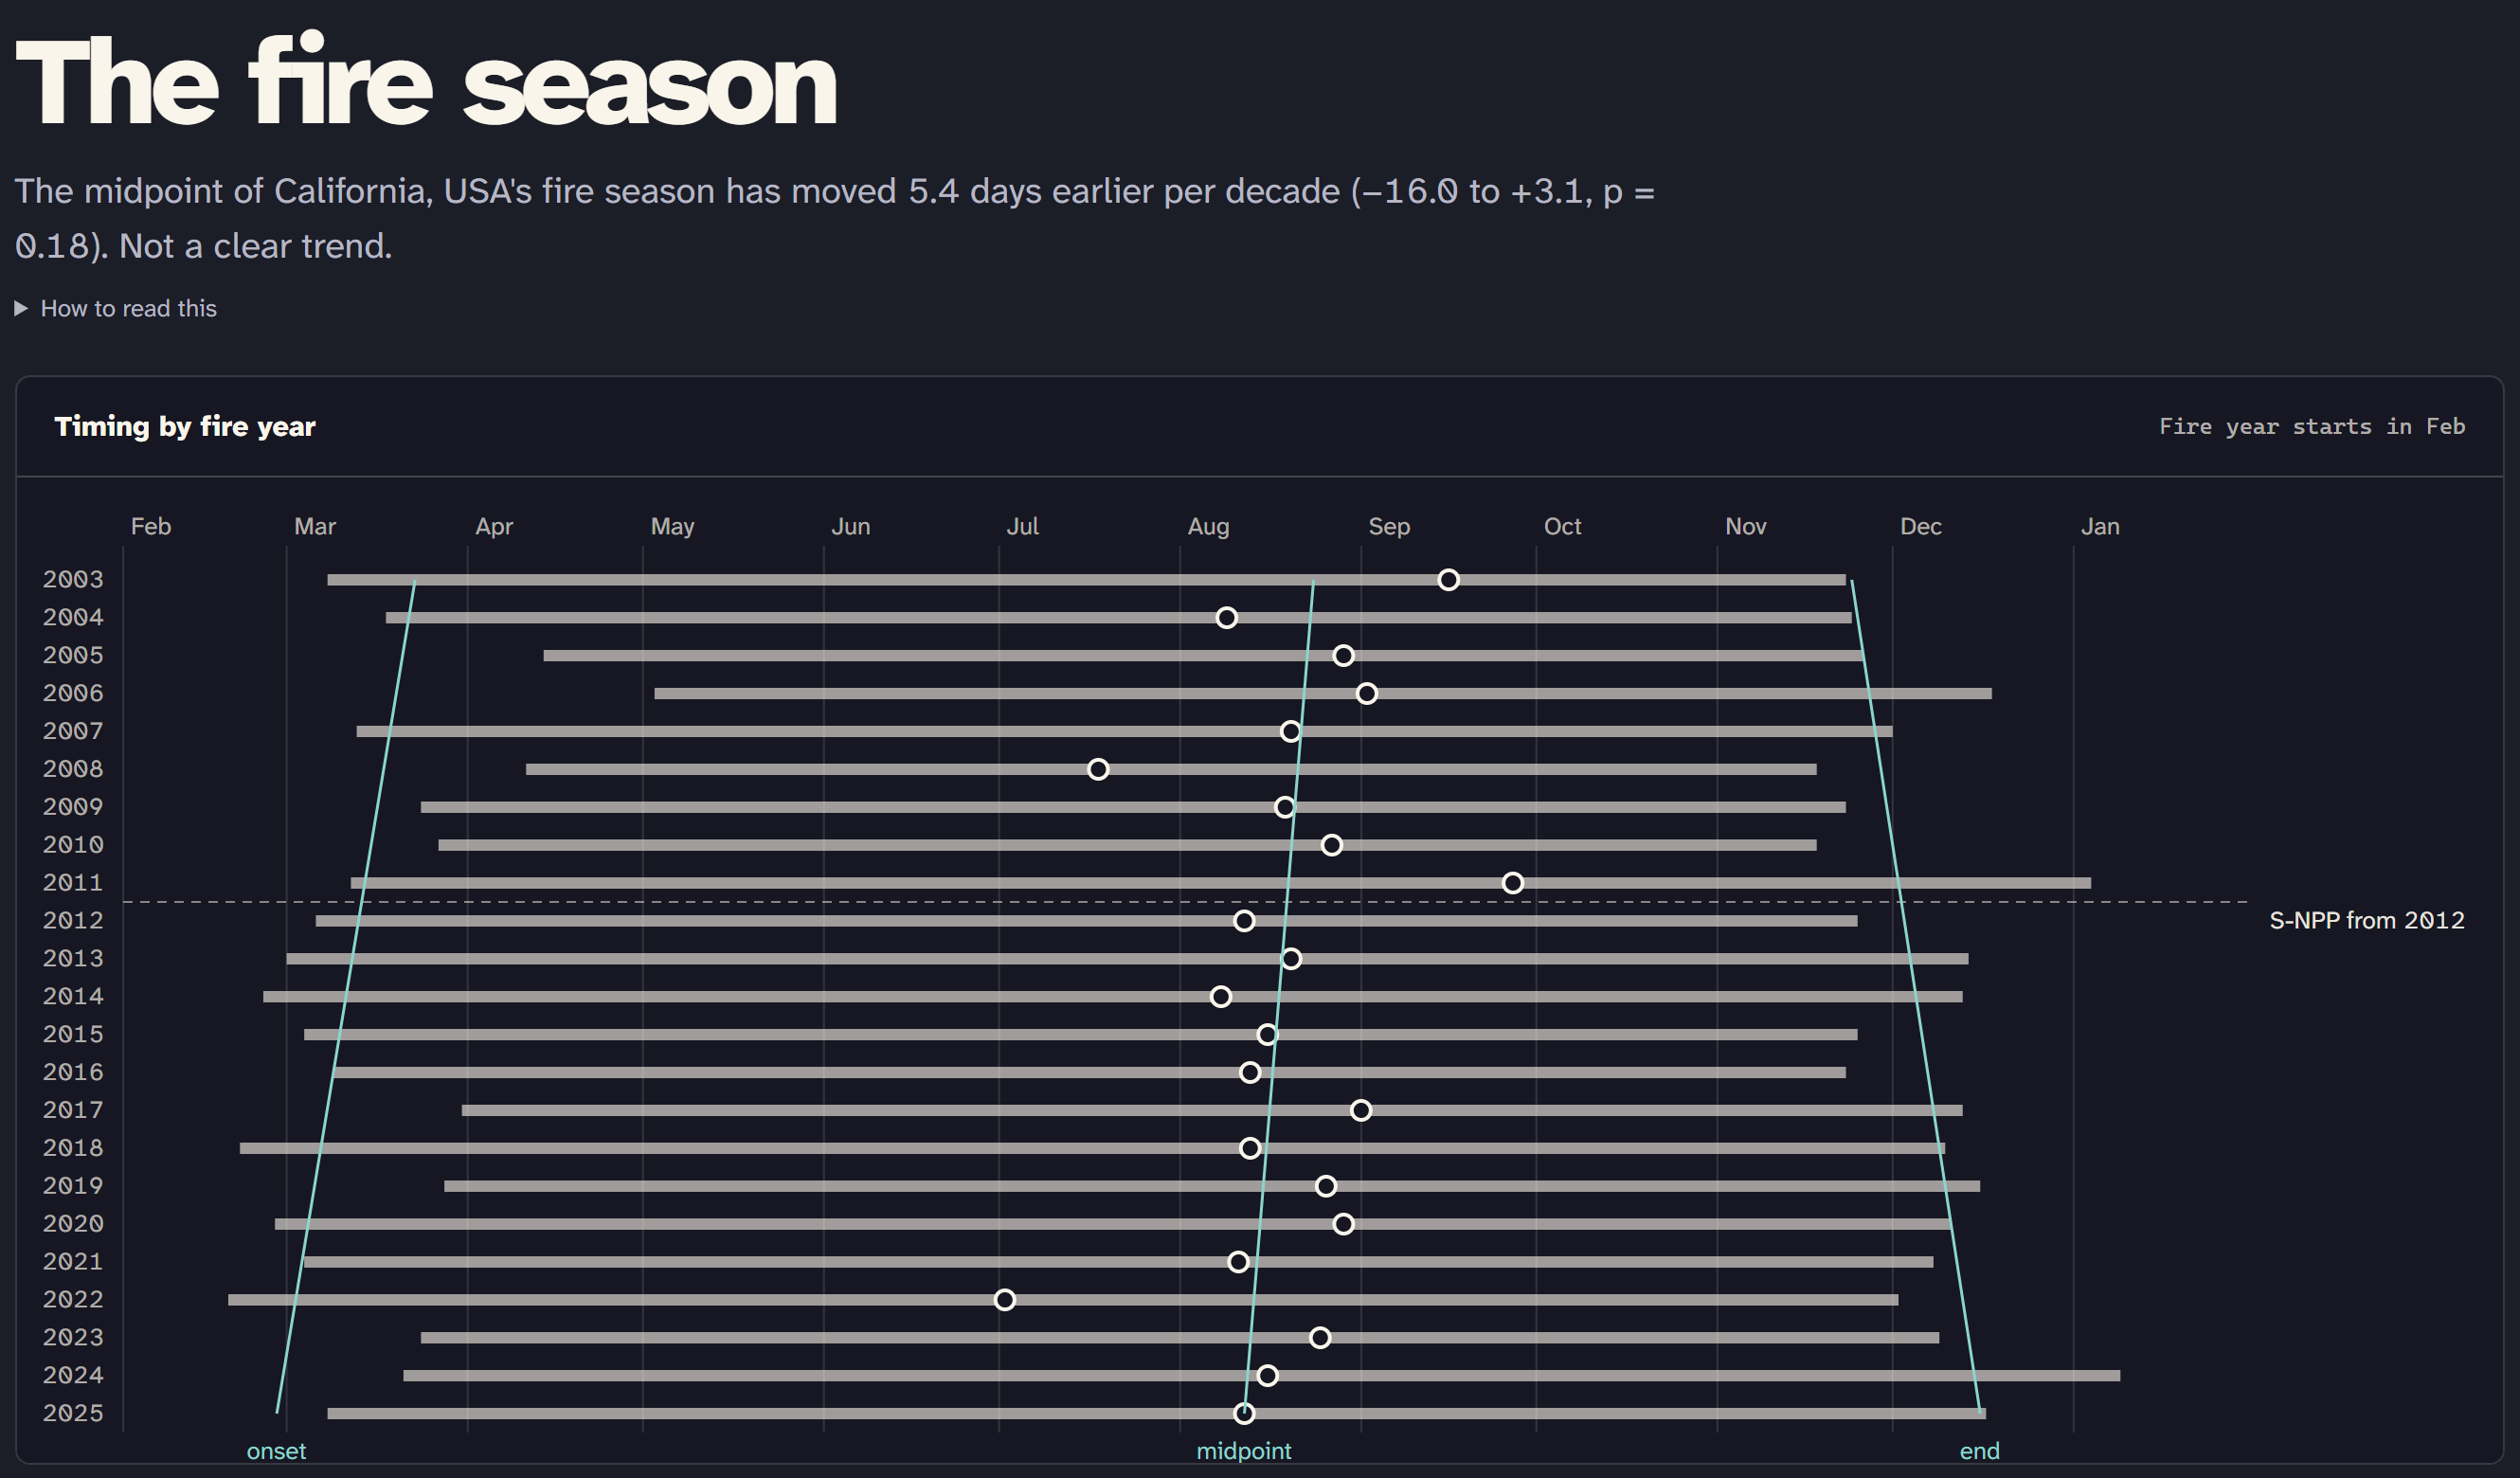 The fire season
The midpoint of California, USA's fire season has moved 5.4 days earlier per decade (−16.0 to +3.1, p =
0.18). Not a clear trend.
▶ How to read this
Timing by fire year
Fire year starts in Feb
Feb Mar Apr May Jun Jul Aug Sep Oct Nov Dec Jan
2003
2004
2005
2006
2007
2008
2009
2010
2011
2012
S-NPP from 2012
2013
2014
2015
2016
2017
2018
2019
2020
2021
2022
2023
2024
2025
onset midpoint end